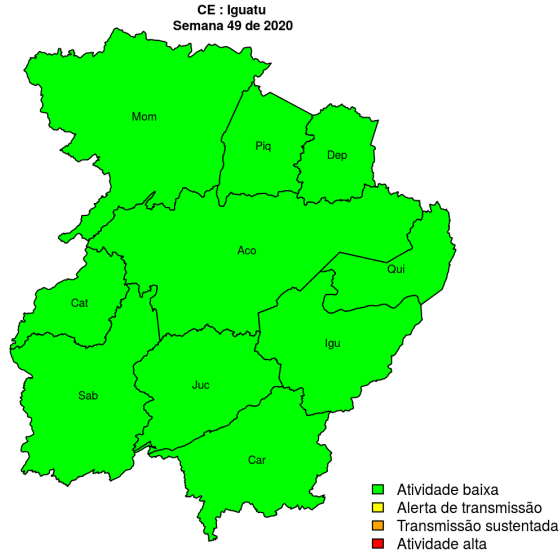 CE : Iguatu
Semana 49 de 2020
Mom
Piq
Dep
Aco
Qui
Cat
Igu
Juc
Sab
Car
Atividade baixa
Alerta de transmissão
Transmissão sustentada
Atividade alta